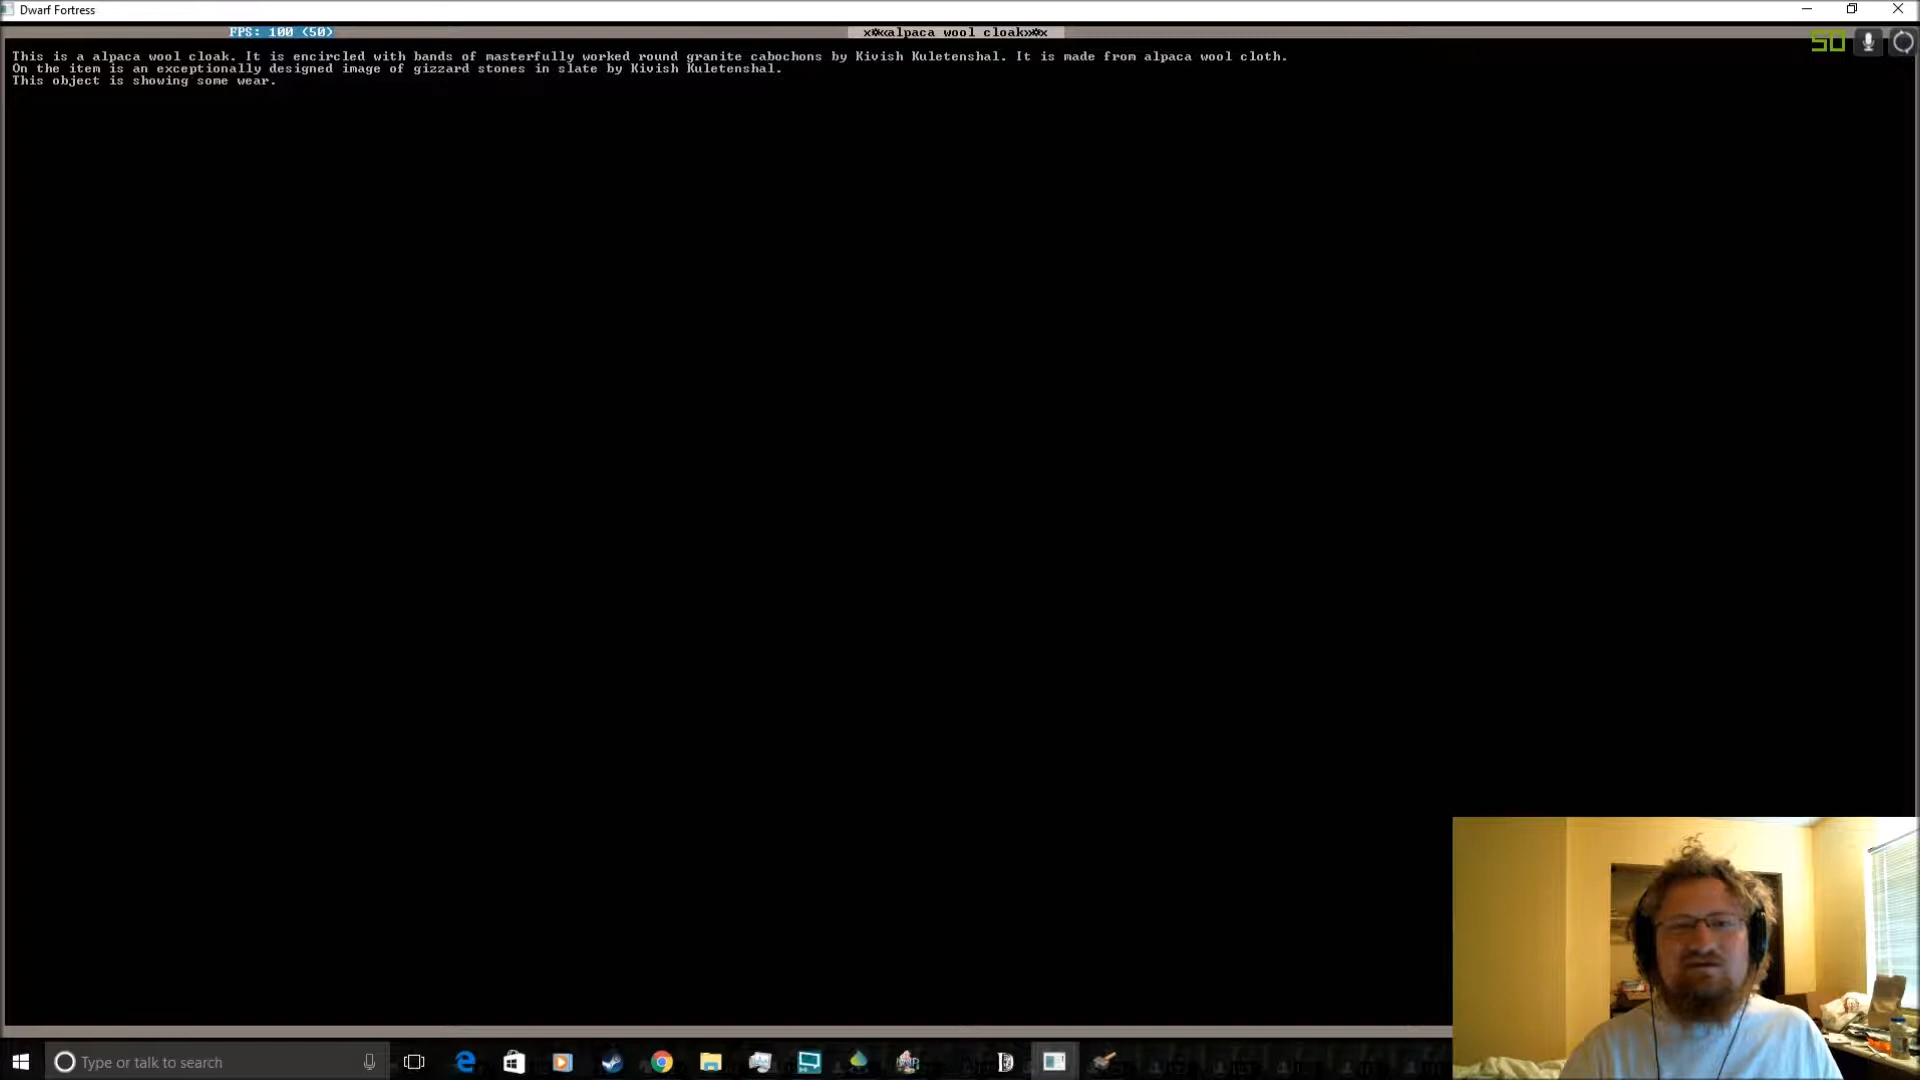 Dwarf Fortress
FPS: 100 (50)
x☼«alpaca wool cloak»☼x
50
This is a alpaca wool cloak. It is encircled with bands of masterfully worked round granite cabochons by Kivish Kuletenshal. It is made from alpaca wool cloth.
On the item is an exceptionally designed image of gizzard stones in slate by Kivish Kuletenshal.
This object is showing some wear.
Type or talk to search